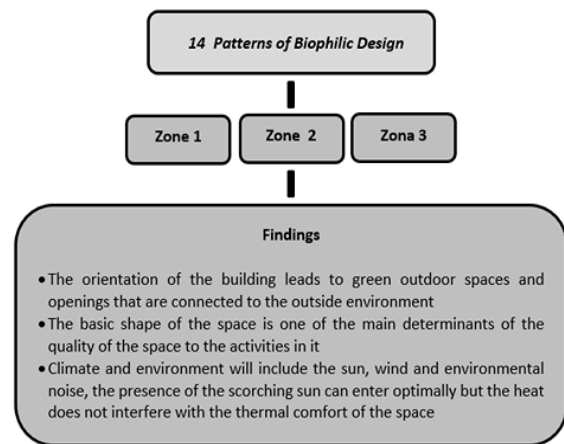 14 Patterns of Biophilic Design
Zone 1
Zone 2
Zona 3
Findings
•The orientation of the building leads to green outdoor spaces and
openings that are connected to the outside environment
•The basic shape of the space is one of the main determinants of the
quality of the space to the activities in it
•Climate and environment will include the sun, wind and environmental
noise, the presence of the scorching sun can enter optimally but the heat
does not interfere with the thermal comfort of the space